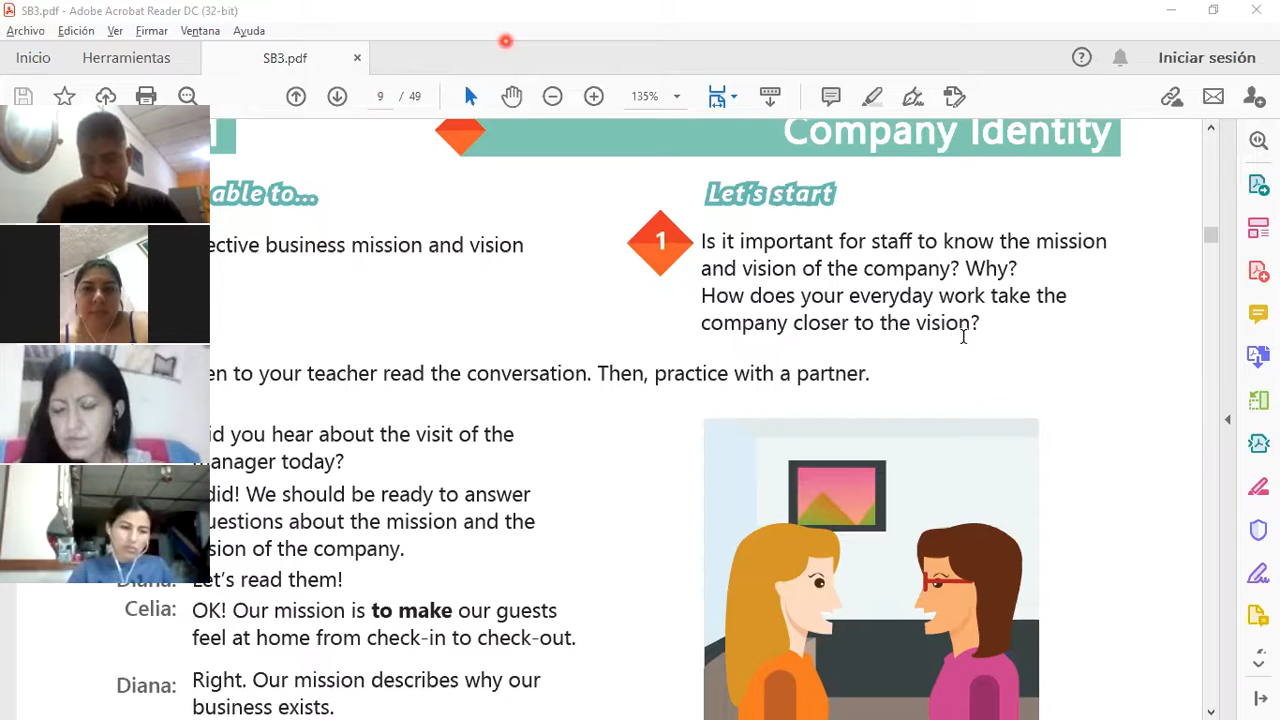 SB3.pdf - Adobe Acrobat Reader DC (32-bit)
Archivo Edición Ver Firmar Ventana Ayuda
Inicio Herramientas SB3.pdf × Iniciar sesión
9 / 49 135%
Company Identity
able to...
ective business mission and vision
Let's start
1
Is it important for staff to know the mission
and vision of the company? Why?
How does your everyday work take the
company closer to the vision?
en to your teacher read the conversation. Then, practice with a partner.
id you hear about the visit of the
anager today?
did! We should be ready to answer
uestions about the mission and the
sion of the company.
Diana: Let's read them!
Celia: OK! Our mission is to make our guests
feel at home from check-in to check-out.
Diana: Right. Our mission describes why our
business exists.